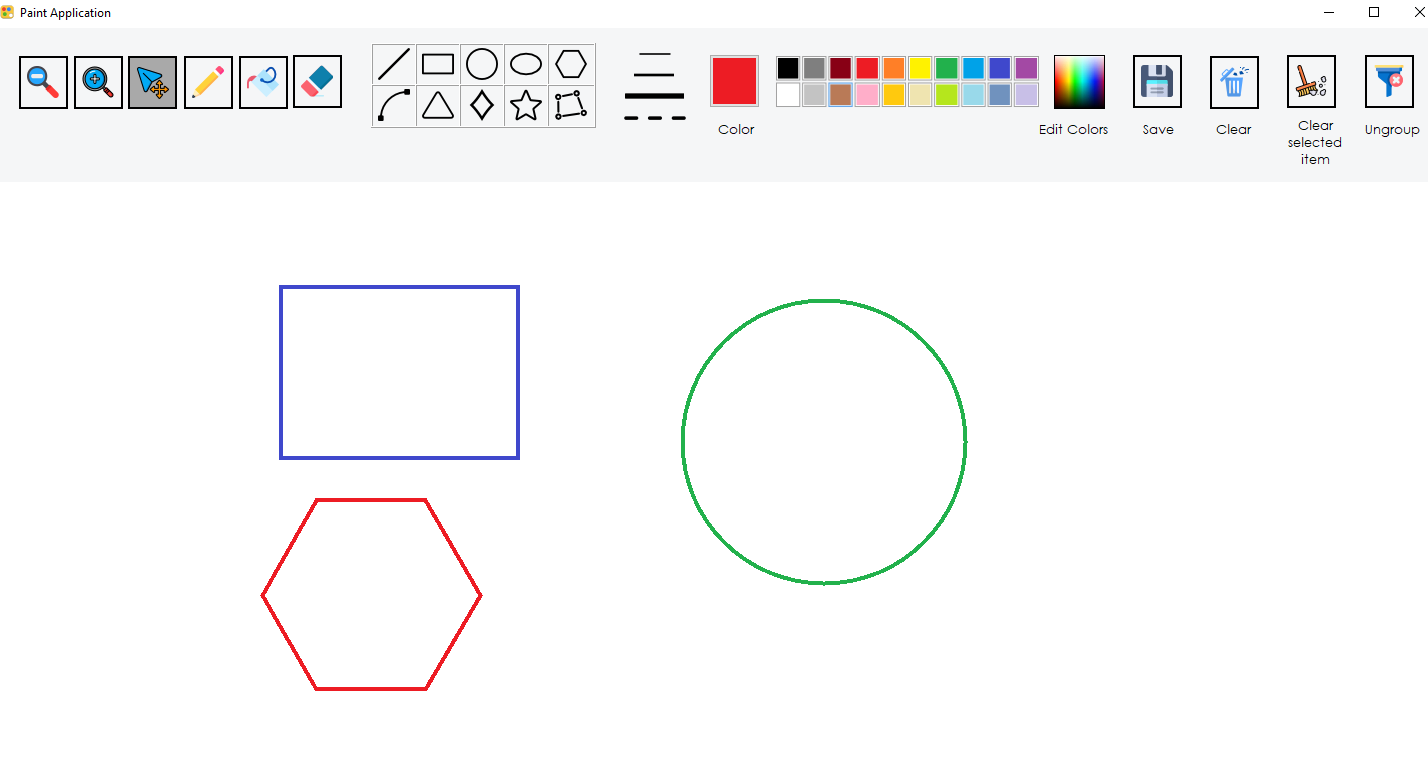 Paint Application
Color
Edit Colors
Save
Clear
Clear
selected
item
Ungroup